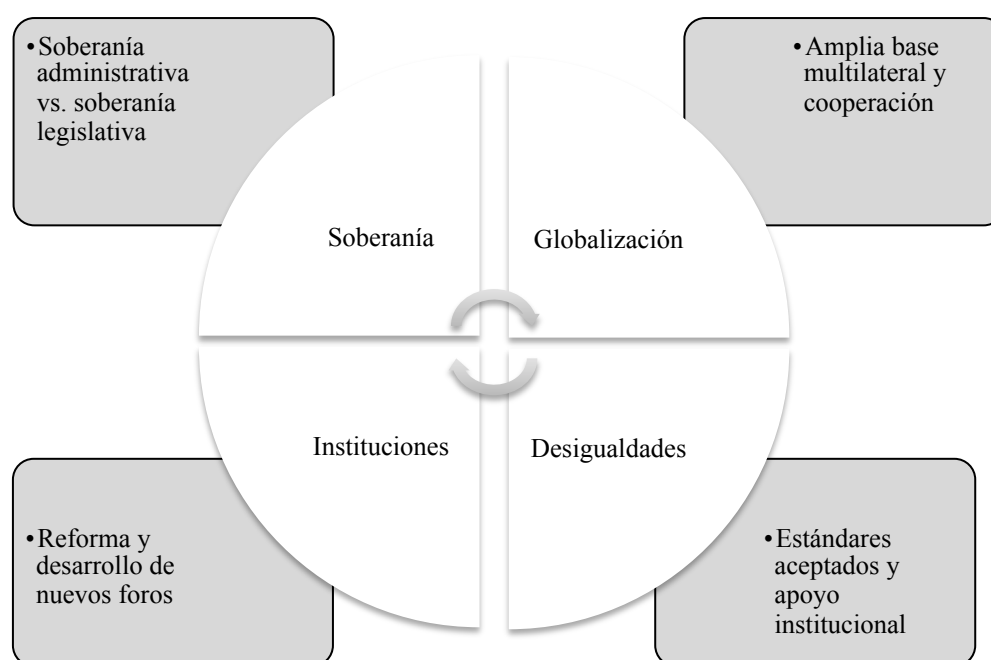 •Soberanía
administrativa
vs. soberanía
legislativa
•Amplia base
multilateral y
cooperación
Soberanía
Globalización
Instituciones
Desigualdades
•Reforma y
desarrollo de
nuevos foros
•Estándares
aceptados y
apoyo
institucional